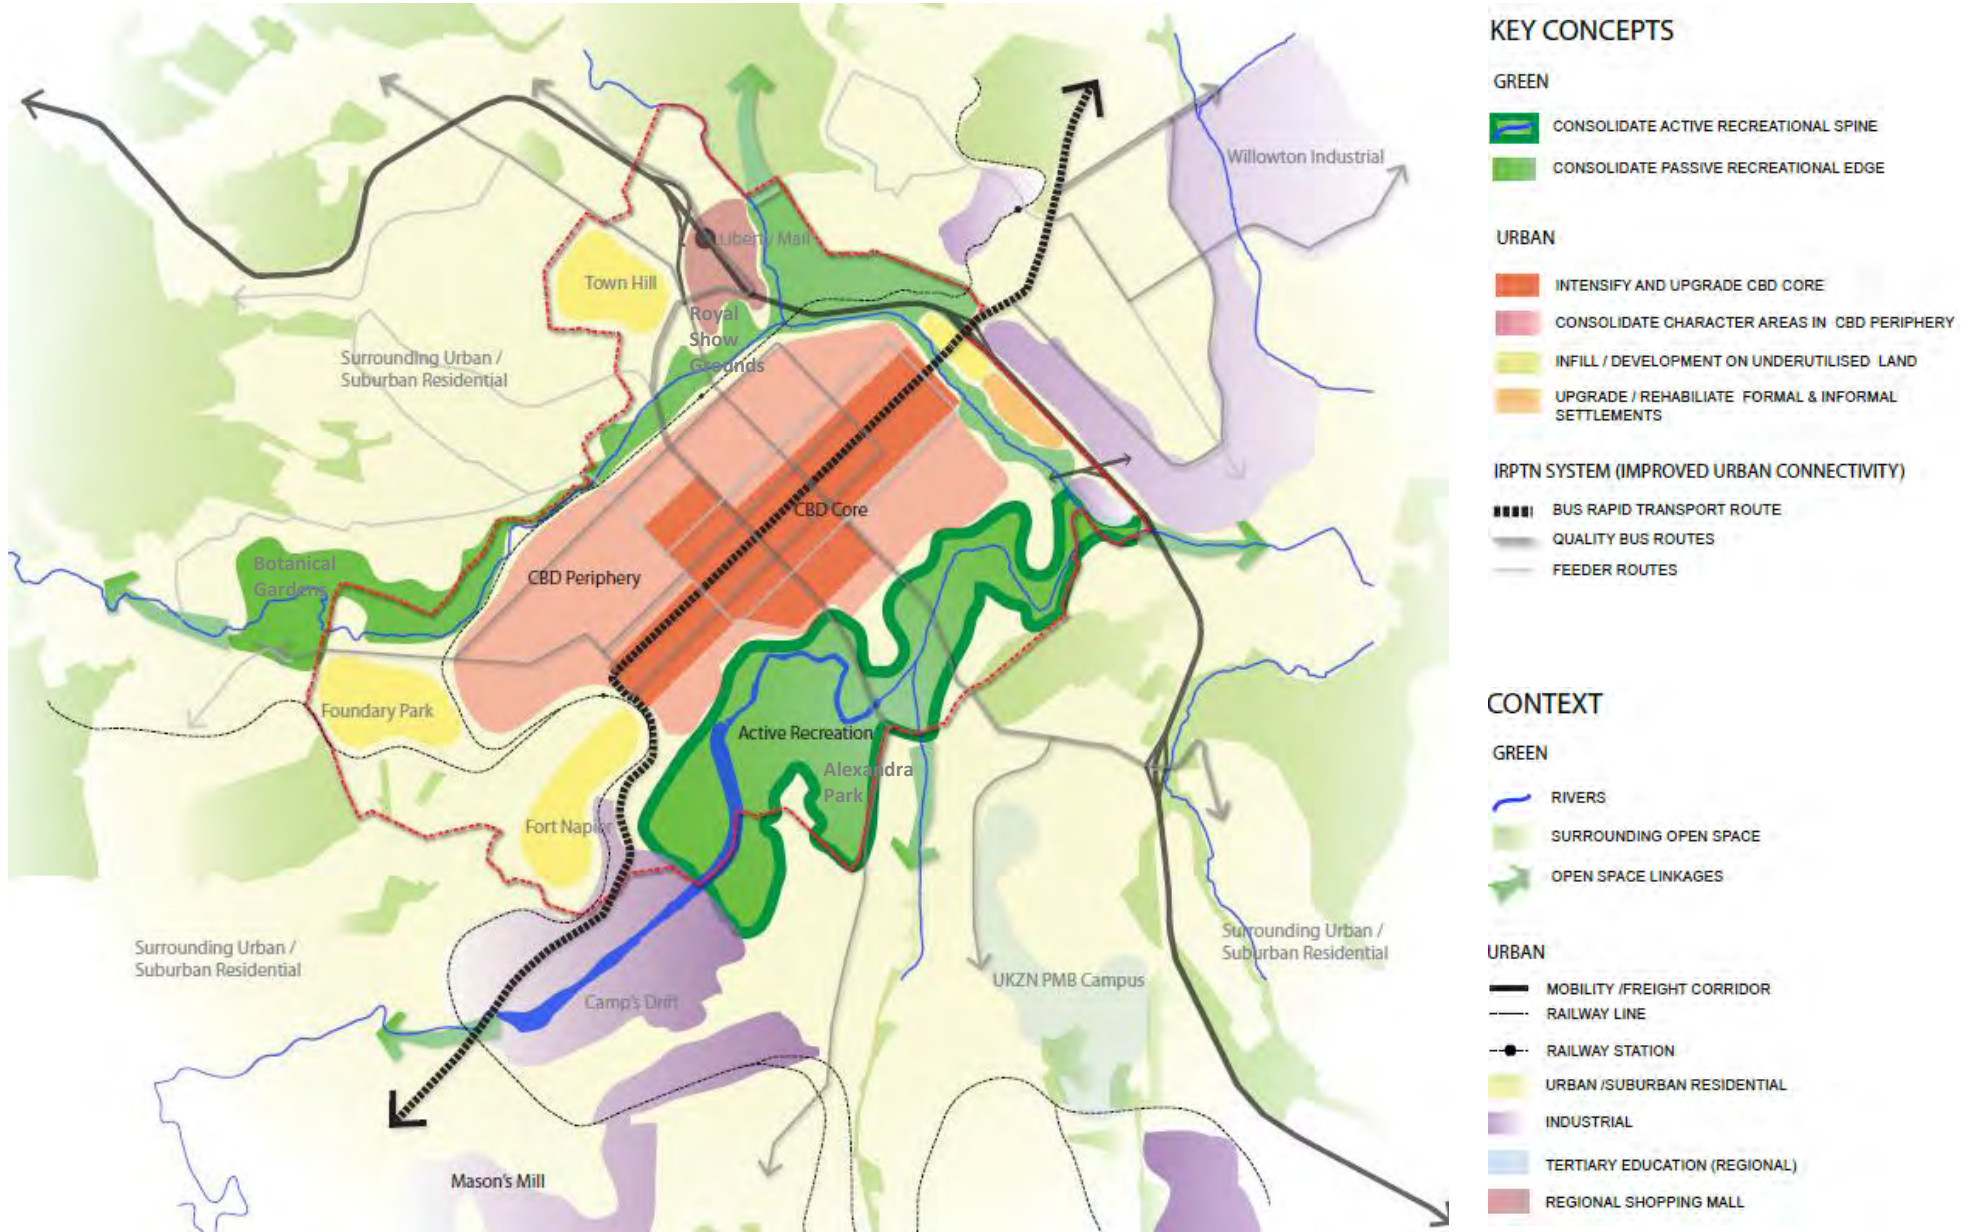 Willowton Industrial
Liberty Mall
Town Hill
Royal
Show
Grounds
Surrounding Urban /
Suburban Residential
CBD Core
Botanical
Gardens
CBD Periphery
Foundary Park
Active Recreation
Alexandra
Park
Fort Napier
Surrounding Urban /
Suburban Residential
Surrounding Urban /
Suburban Residential
UKZN PMB Campus
Camp's Drift
Mason's Mill
KEY CONCEPTS
GREEN
CONSOLIDATE ACTIVE RECREATIONAL SPINE
CONSOLIDATE PASSIVE RECREATIONAL EDGE
URBAN
INTENSIFY AND UPGRADE CBD CORE
CONSOLIDATE CHARACTER AREAS IN CBD PERIPHERY
INFILL / DEVELOPMENT ON UNDERUTILISED LAND
UPGRADE / REHABILIATE FORMAL & INFORMAL
SETTLEMENTS
IRPTN SYSTEM (IMPROVED URBAN CONNECTIVITY)
BUS RAPID TRANSPORT ROUTE
QUALITY BUS ROUTES
FEEDER ROUTES
CONTEXT
GREEN
RIVERS
SURROUNDING OPEN SPACE
OPEN SPACE LINKAGES
URBAN
MOBILITY /FREIGHT CORRIDOR
RAILWAY LINE
RAILWAY STATION
URBAN /SUBURBAN RESIDENTIAL
INDUSTRIAL
TERTIARY EDUCATION (REGIONAL)
REGIONAL SHOPPING MALL